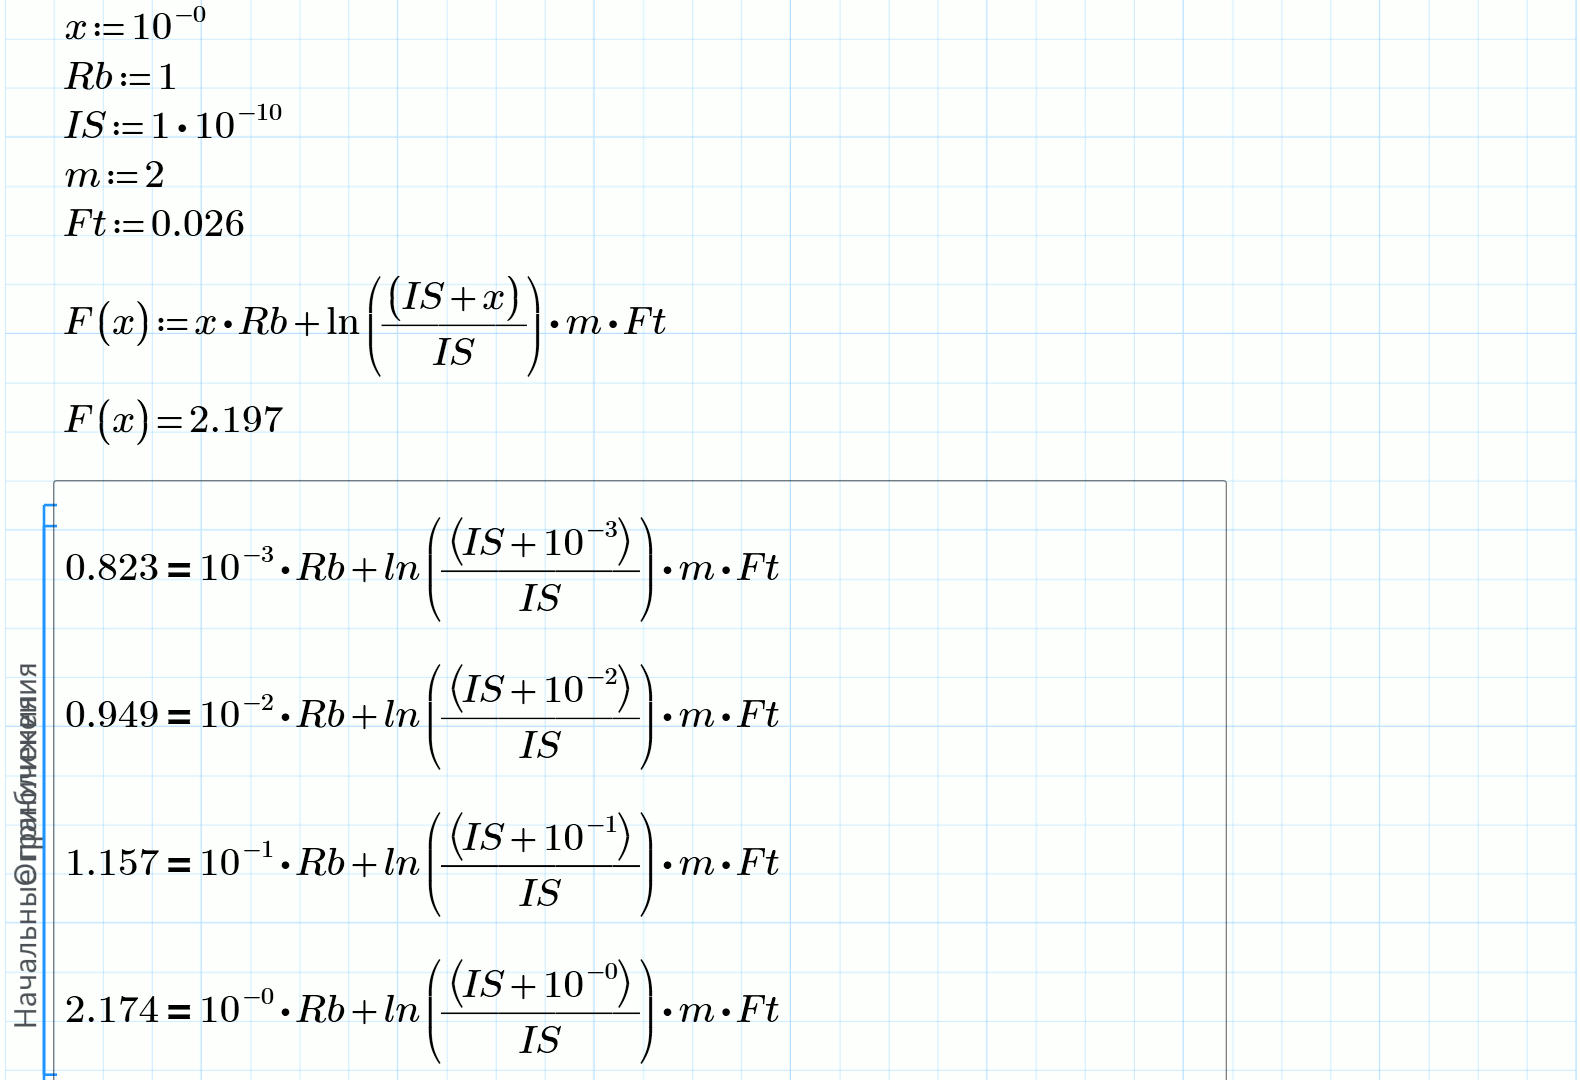 x:=10^-0
Rb:=1
IS:=1•10^-10
m:=2
Ft:=0.026
F(x):=x•Rb+ln((IS+x)/IS)•m•Ft
F(x)=2.197
0.823=10^-3•Rb+ln((IS+10^-3)/IS)•m•Ft
0.949=10^-2•Rb+ln((IS+10^-2)/IS)•m•Ft
1.157=10^-1•Rb+ln((IS+10^-1)/IS)•m•Ft
2.174=10^-0•Rb+ln((IS+10^-0)/IS)•m•Ft
Начальные